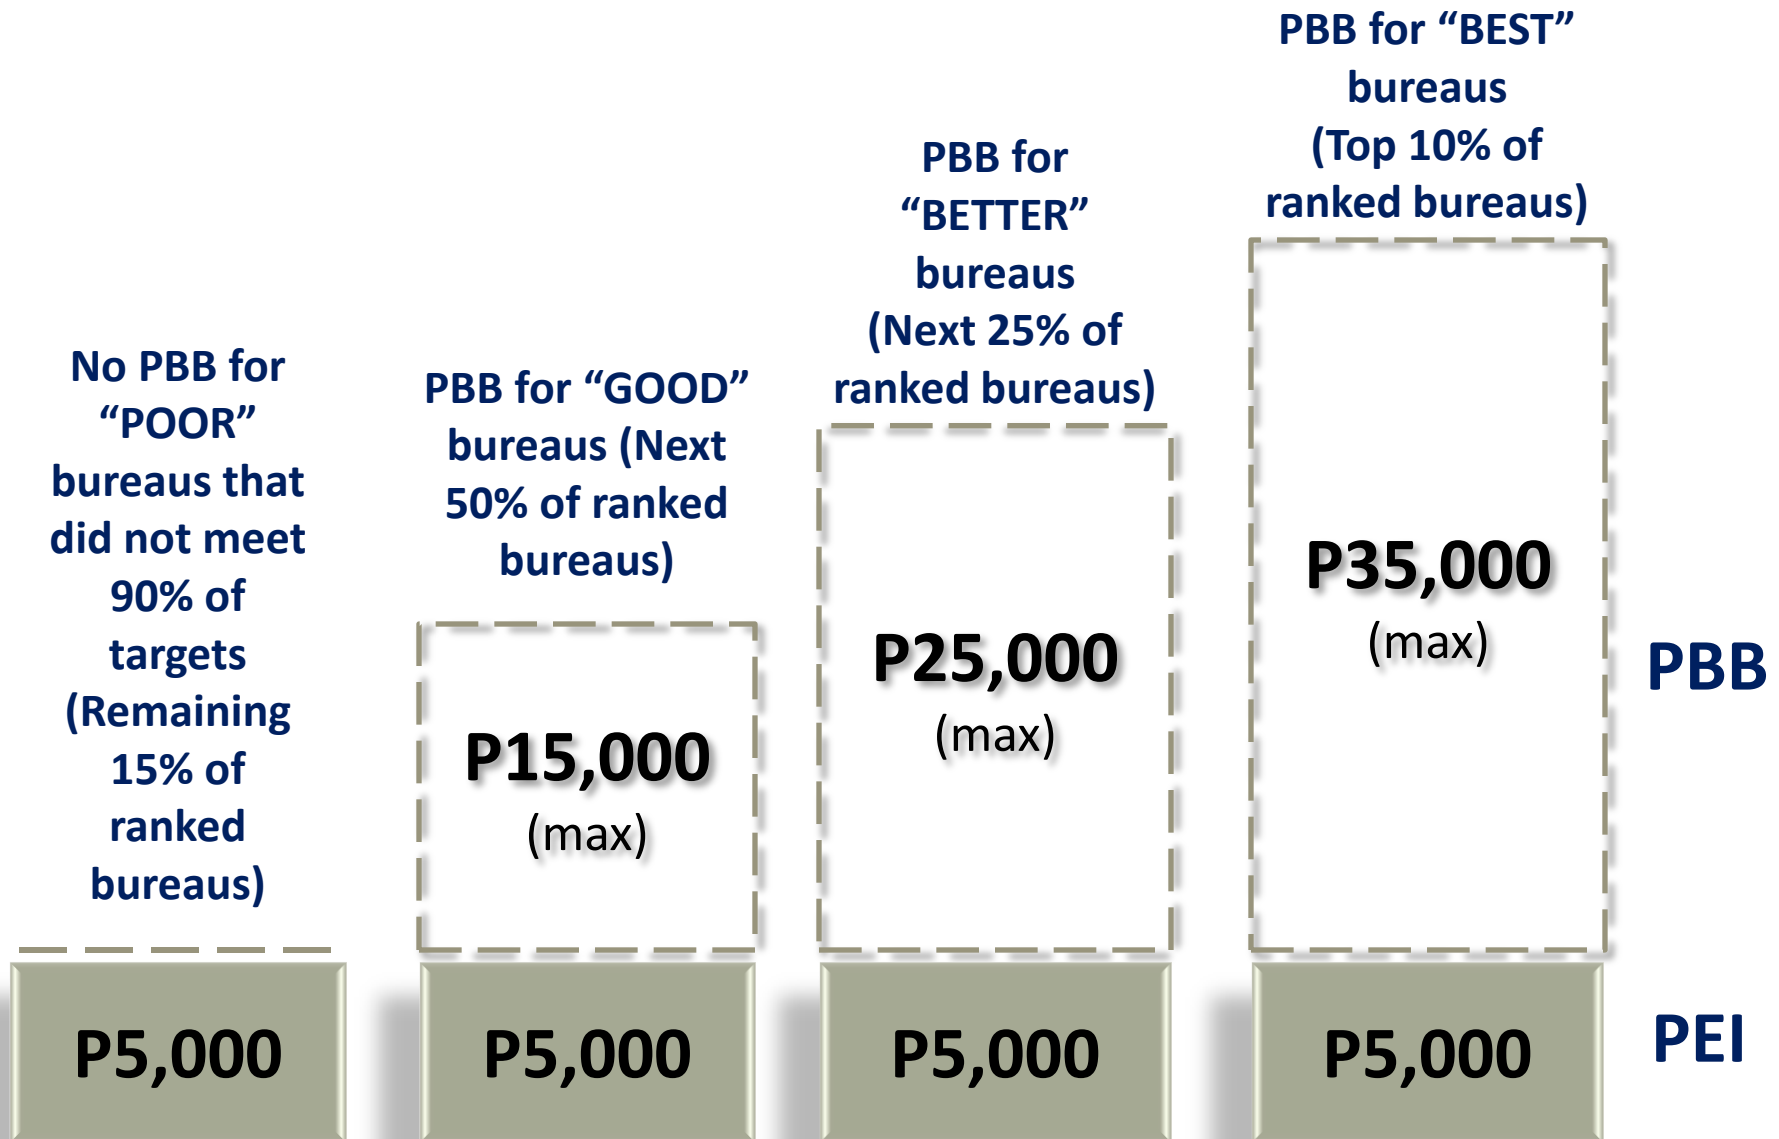 No PBB for
“POOR”
bureaus that
did not meet
90% of
targets
(Remaining
15% of
ranked
bureaus)
P5,000
PBB for “GOOD”
bureaus (Next
50% of ranked
bureaus)
P15,000
(max)
P5,000
PBB for
“BETTER”
bureaus
(Next 25% of
ranked bureaus)
P25,000
(max)
P5,000
PBB for “BEST”
bureaus
(Top 10% of
ranked bureaus)
P35,000
(max)
P5,000
PBB
PEI